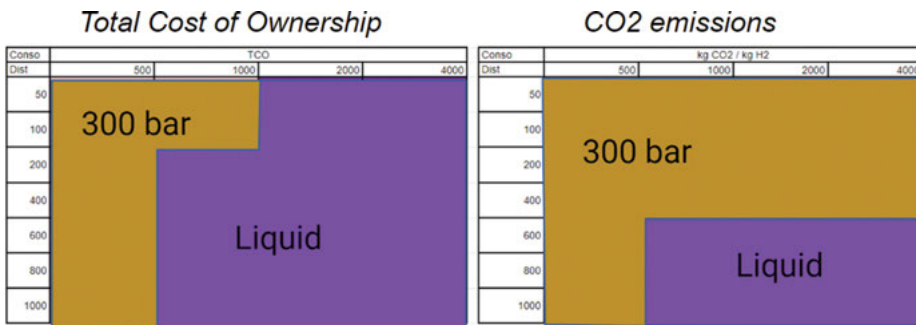 Total Cost of Ownership
Conso TCO
Dist 500 1000 2000 4000
50
100
200
400
600
800
1000
300 bar
Liquid
CO2 emissions
Conso kg CO2 / kg H2
Dist 500 1000 2000 4000
50
100
200
400
600
800
1000
300 bar
Liquid